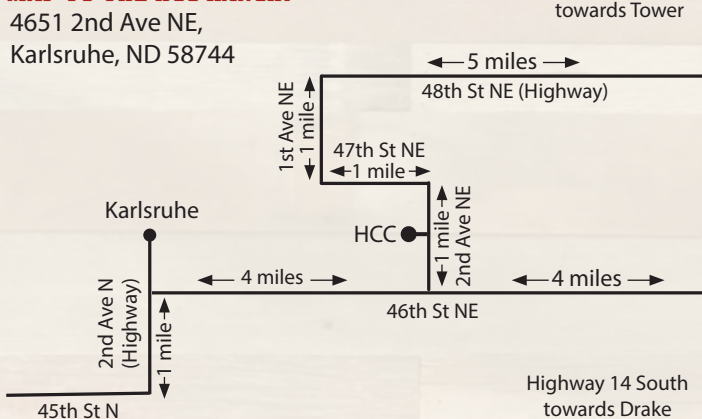 4651 2nd Ave NE,
Karlsruhe, ND 58744
towards Tower
5 miles
48th St NE (Highway)
1st Ave NE
1 mile
47th St NE
1 mile
Karlsruhe
HCC
1 mile
2nd Ave NE
4 miles
4 miles
46th St NE
2nd Ave N
(Highway)
1 mile
45th St N
Highway 14 South
towards Drake